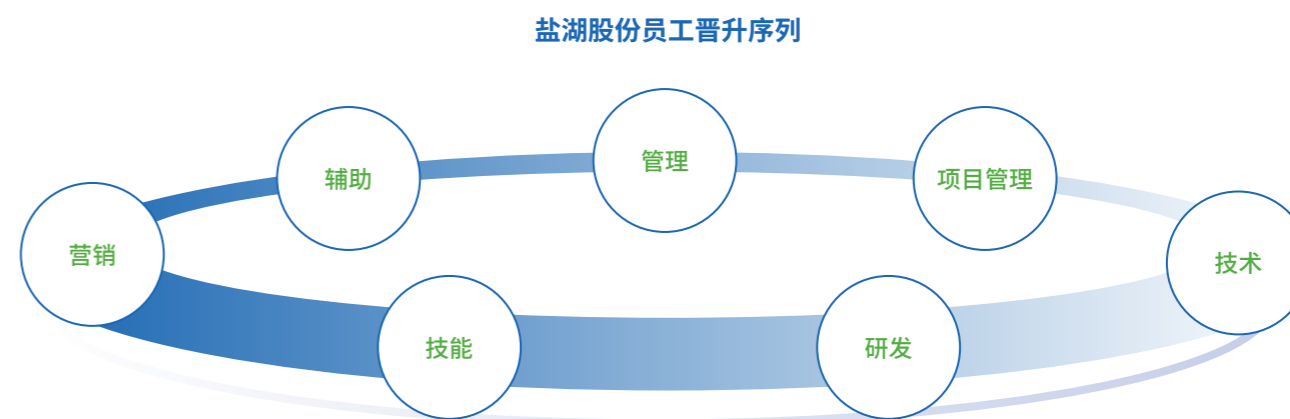 盐湖股份员工晋升序列
管理
辅助
项目管理
营销
技术
技能
研发